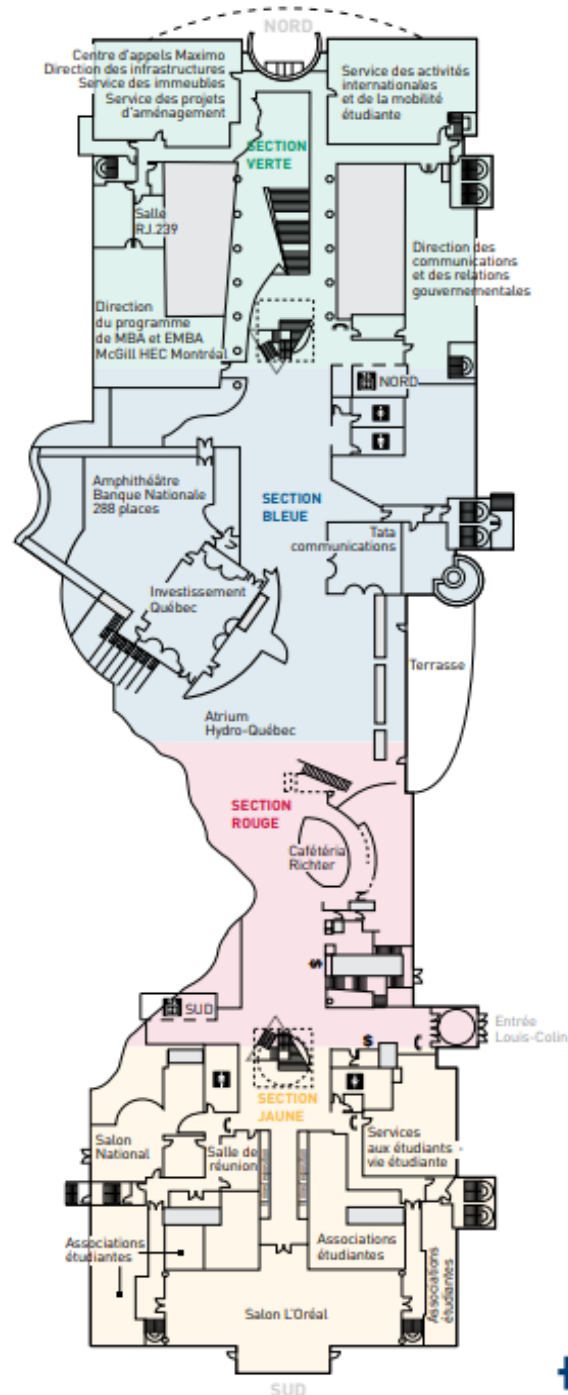 NORD
Centre d'appels Maximo
Direction des infrastructures
Service des immeubles
Service des projets
d'aménagement
Service des activités
internationales
et de la mobilité
étudiante
SECTION
VERTE
Salle
RJ.239
Direction des
communications
et des relations
gouvernementales
Direction
du programme
de MBA et EMBA
McGill HEC Montréal
NORD
Amphithéâtre
Banque Nationale
288 places
SECTION
BLEUE
Tata
communications
Investissement
Québec
Terrasse
Atrium
Hydro-Québec
SECTION
ROUGE
Cafétéria
Richter
$
SUD
Entrée
Louis-Colin
$
SECTION
JAUNE
Salon
National
Salle de
réunion
Services
aux étudiants -
vie étudiante
Associations
étudiantes
Associations
étudiantes
Associations
étudiantes
Salon L'Oréal
SUD